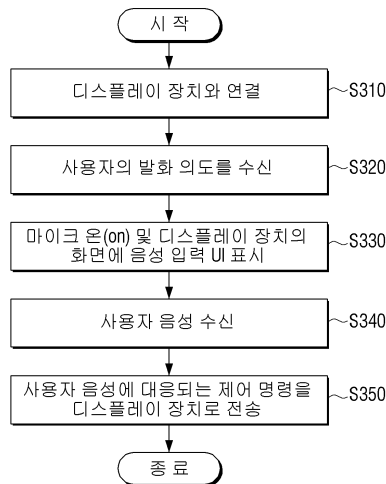 시 작
디스플레이 장치와 연결
S310
사용자의 발화 의도를 수신
S320
마이크 온(on) 및 디스플레이 장치의
화면에 음성 입력 UI 표시
S330
사용자 음성 수신
S340
사용자 음성에 대응되는 제어 명령을
디스플레이 장치로 전송
S350
종 료